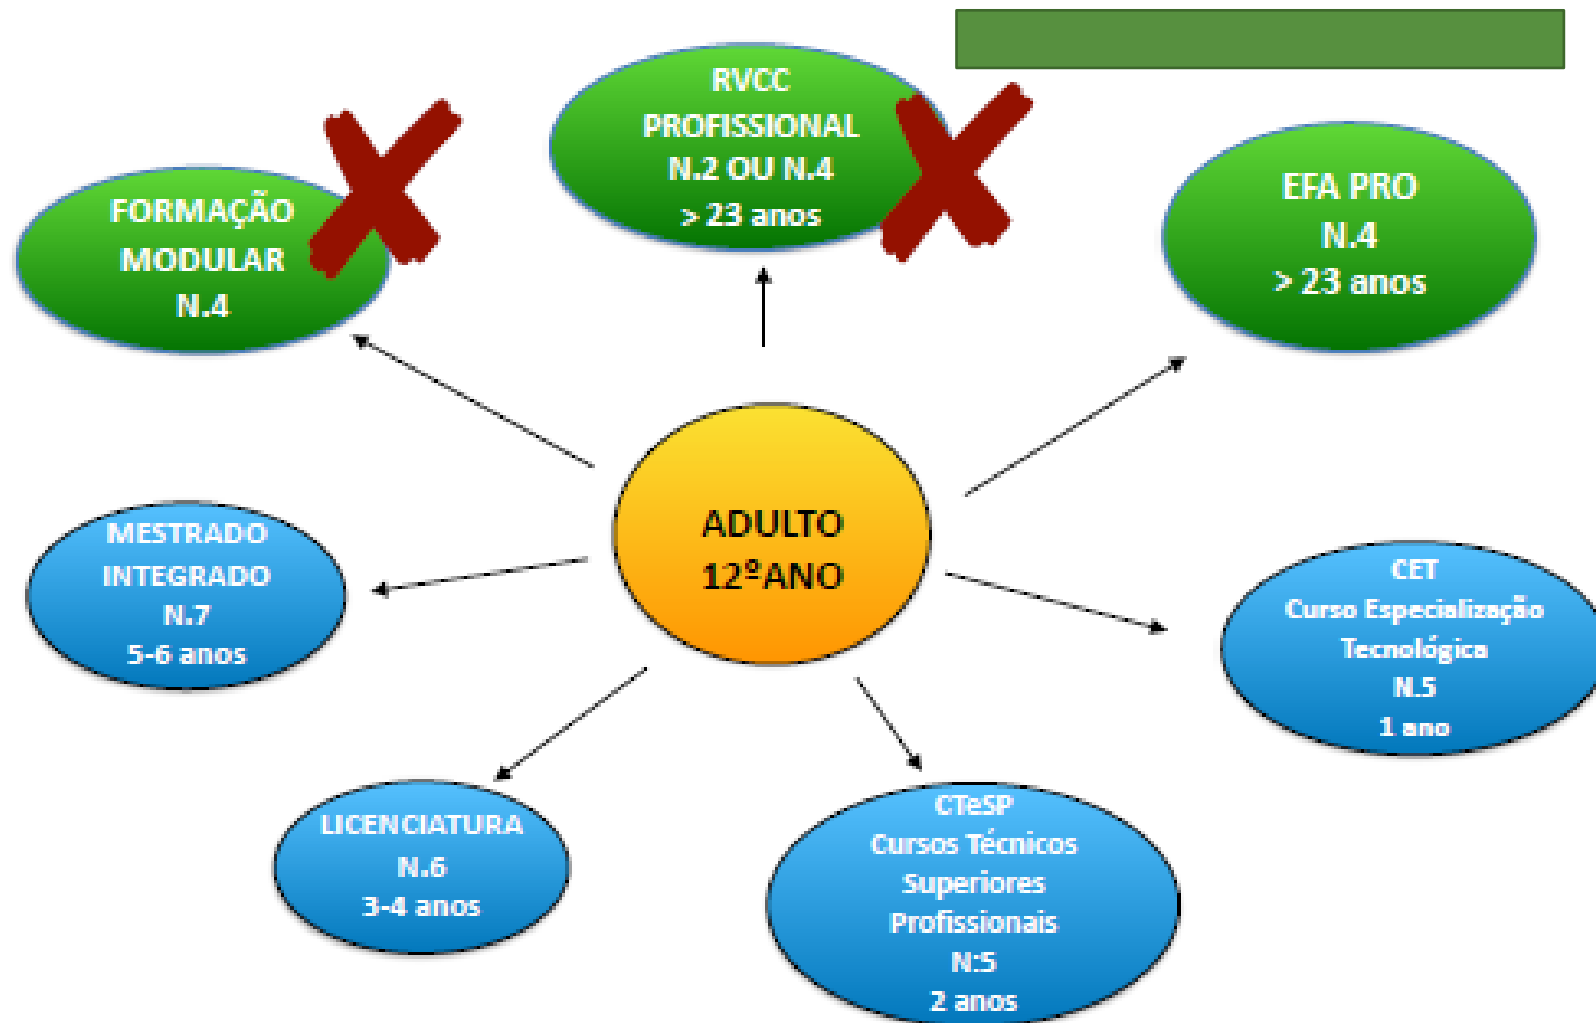 RVCC
PROFISSIONAL
N.2 OU N.4
> 23 anos
FORMAÇÃO
MODULAR
N.4
EFA PRO
N.4
> 23 anos
ADULTO
12ºANO
MESTRADO
INTEGRADO
N.7
5-6 anos
CET
Curso Especialização
Tecnológica
N.5
1 ano
LICENCIATURA
N.6
3-4 anos
CTeSP
Cursos Técnicos
Superiores
Profissionais
N:5
2 anos